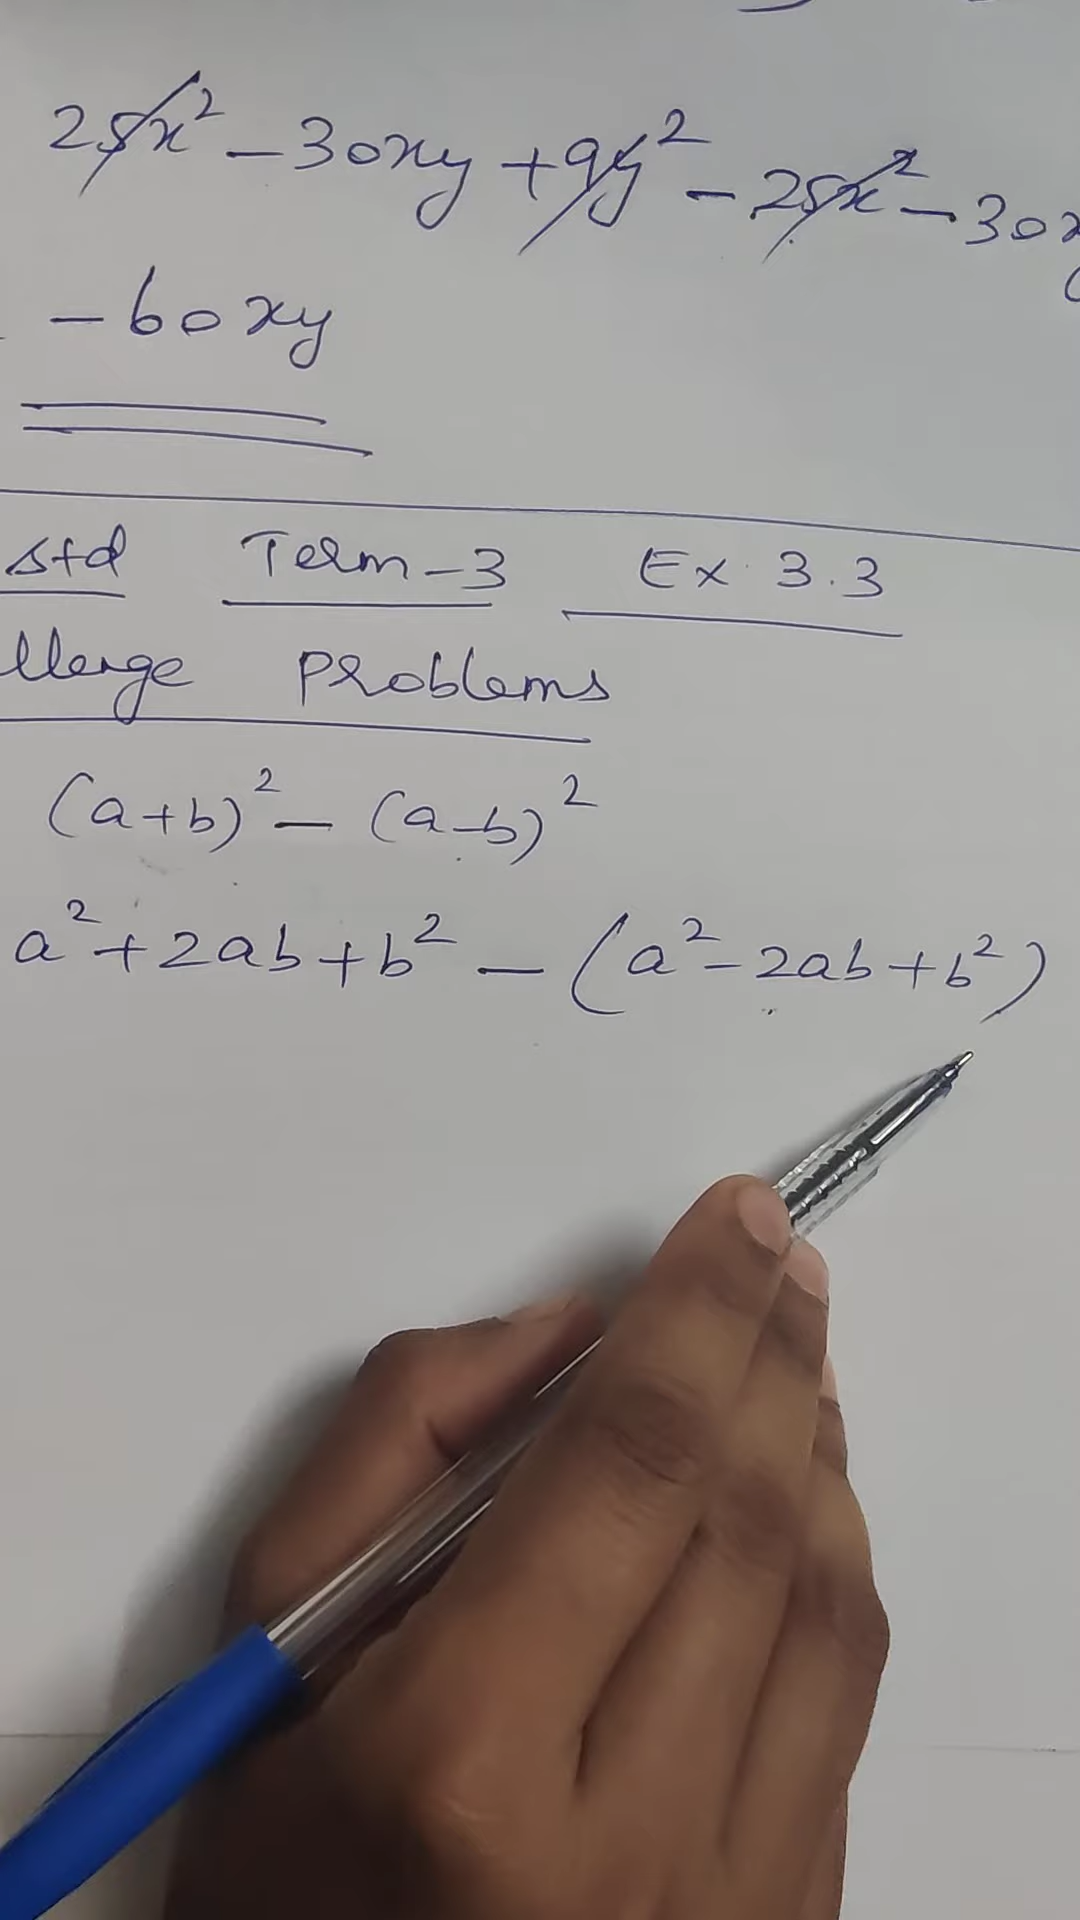 25x² - 30xy + 9y² - 25x² - 30x
- 60xy
std Term-3 Ex 3.3
llenge Problems
(a+b)² - (a-b)²
a² + 2ab + b² - (a² - 2ab + b²)